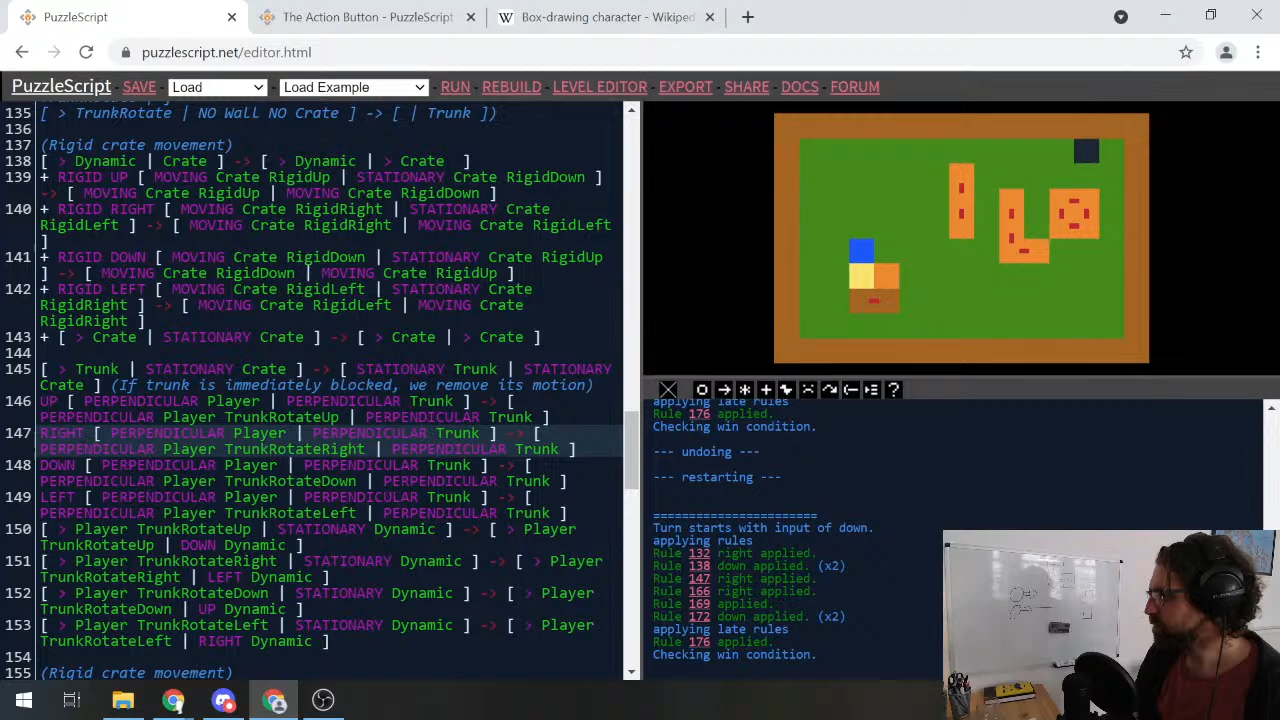 PuzzleScript
The Action Button - PuzzleScript
Box-drawing character - Wikiped
puzzlescript.net/editor.html
PuzzleScript SAVE Load Load Example - RUN - REBUILD - LEVEL EDITOR - EXPORT - SHARE - DOCS - FORUM
135 [ > TrunkRotate | NO Wall NO Crate ] -> [ | Trunk ])
136
137 (Rigid crate movement)
138 [ > Dynamic | Crate ] -> [ > Dynamic | > Crate ]
139 + RIGID UP [ MOVING Crate RigidUp | STATIONARY Crate RigidDown ]
-> [ MOVING Crate RigidUp | MOVING Crate RigidDown ]
140 + RIGID RIGHT [ MOVING Crate RigidRight | STATIONARY Crate
RigidLeft ] -> [ MOVING Crate RigidRight | MOVING Crate RigidLeft
]
141 + RIGID DOWN [ MOVING Crate RigidDown | STATIONARY Crate RigidUp
] -> [ MOVING Crate RigidDown | MOVING Crate RigidUp ]
142 + RIGID LEFT [ MOVING Crate RigidLeft | STATIONARY Crate
RigidRight ] -> [ MOVING Crate RigidLeft | MOVING Crate
RigidRight ]
143 + [ > Crate | STATIONARY Crate ] -> [ > Crate | > Crate ]
144
145 [ > Trunk | STATIONARY Crate ] -> [ STATIONARY Trunk | STATIONARY
Crate ] (If trunk is immediately blocked, we remove its motion)
146 UP [ PERPENDICULAR Player | PERPENDICULAR Trunk ] -> [
PERPENDICULAR Player TrunkRotateUp | PERPENDICULAR Trunk ]
147 RIGHT [ PERPENDICULAR Player | PERPENDICULAR Trunk ] -> [
PERPENDICULAR Player TrunkRotateRight | PERPENDICULAR Trunk ]
148 DOWN [ PERPENDICULAR Player | PERPENDICULAR Trunk ] -> [
PERPENDICULAR Player TrunkRotateDown | PERPENDICULAR Trunk ]
149 LEFT [ PERPENDICULAR Player | PERPENDICULAR Trunk ] -> [
PERPENDICULAR Player TrunkRotateLeft | PERPENDICULAR Trunk ]
150 [ > Player TrunkRotateUp | STATIONARY Dynamic ] -> [ > Player
TrunkRotateUp | DOWN Dynamic ]
151 [ > Player TrunkRotateRight | STATIONARY Dynamic ] -> [ > Player
TrunkRotateRight | LEFT Dynamic ]
152 [ > Player TrunkRotateDown | STATIONARY Dynamic ] -> [ > Player
TrunkRotateDown | UP Dynamic ]
153 [ > Player TrunkRotateLeft | STATIONARY Dynamic ] -> [ > Player
TrunkRotateLeft | RIGHT Dynamic ]
154
155 (Rigid crate movement)
applying late rules
Rule 176 applied.
Checking win condition.
--- undoing ---
--- restarting ---
=======================
Turn starts with input of down.
applying rules
Rule 132 right applied.
Rule 138 down applied. (x2)
Rule 147 right applied.
Rule 166 right applied.
Rule 169 applied.
Rule 172 down applied. (x2)
applying late rules
Rule 176 applied.
Checking win condition.